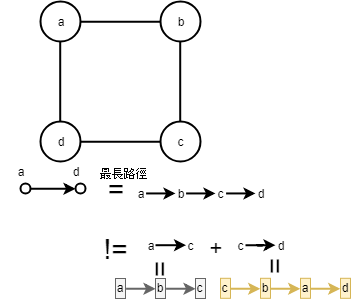 a b
d c
a d 最長路徑
= a b c d
!= a c + c d
= =
a b c c b a d